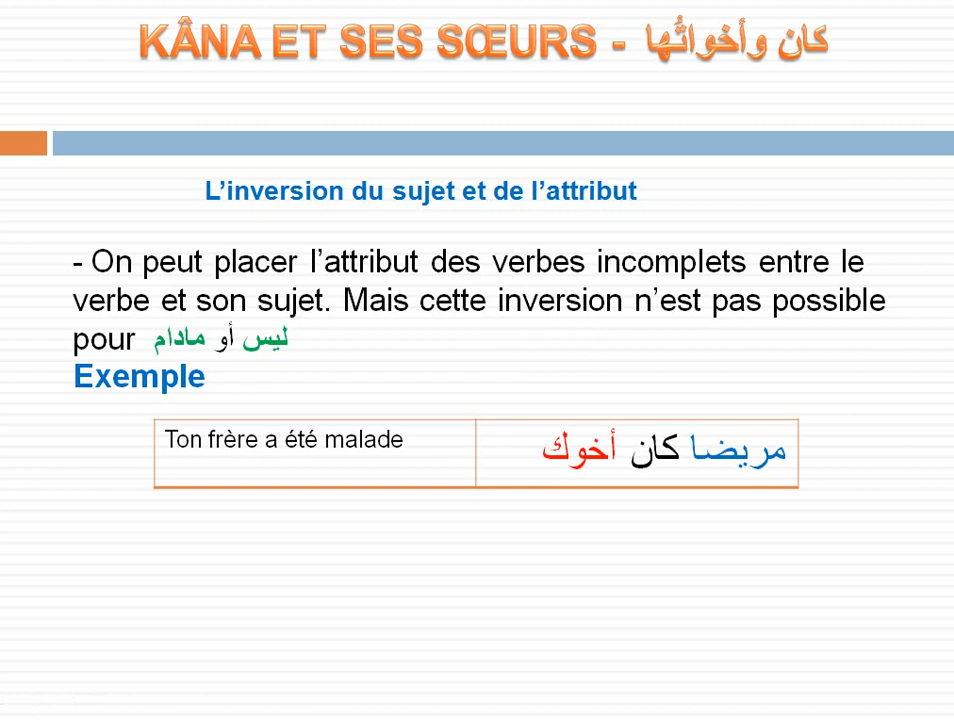 KÂNA ET SES SŒURS - كان وأخواتُها
L’inversion du sujet et de l’attribut
- On peut placer l’attribut des verbes incomplets entre le
verbe et son sujet. Mais cette inversion n’est pas possible
pour ليس أو مادام
Exemple
Ton frère a été malade
مريضا كان أخوك